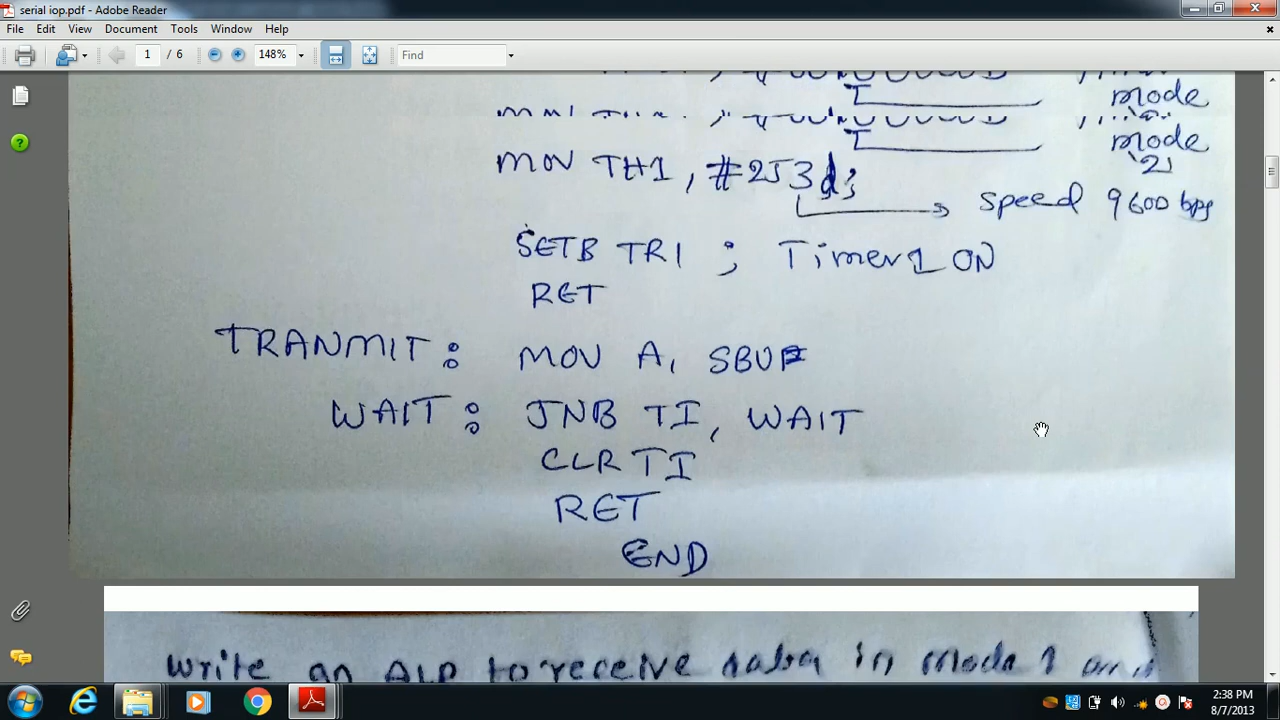 serial iop.pdf - Adobe Reader
File Edit View Document Tools Window Help
1 / 6 148% Find
mode
mode
2
MOV TH1, #253d;
speed 9600 bps
SETB TR1 ; Timer1 ON
RET
TRANMIT: MOV A, SBUF
WAIT: JNB TI, WAIT
CLR TI
RET
END
Write an ALP to receive data in mode 1 and
2:38 PM
8/7/2013